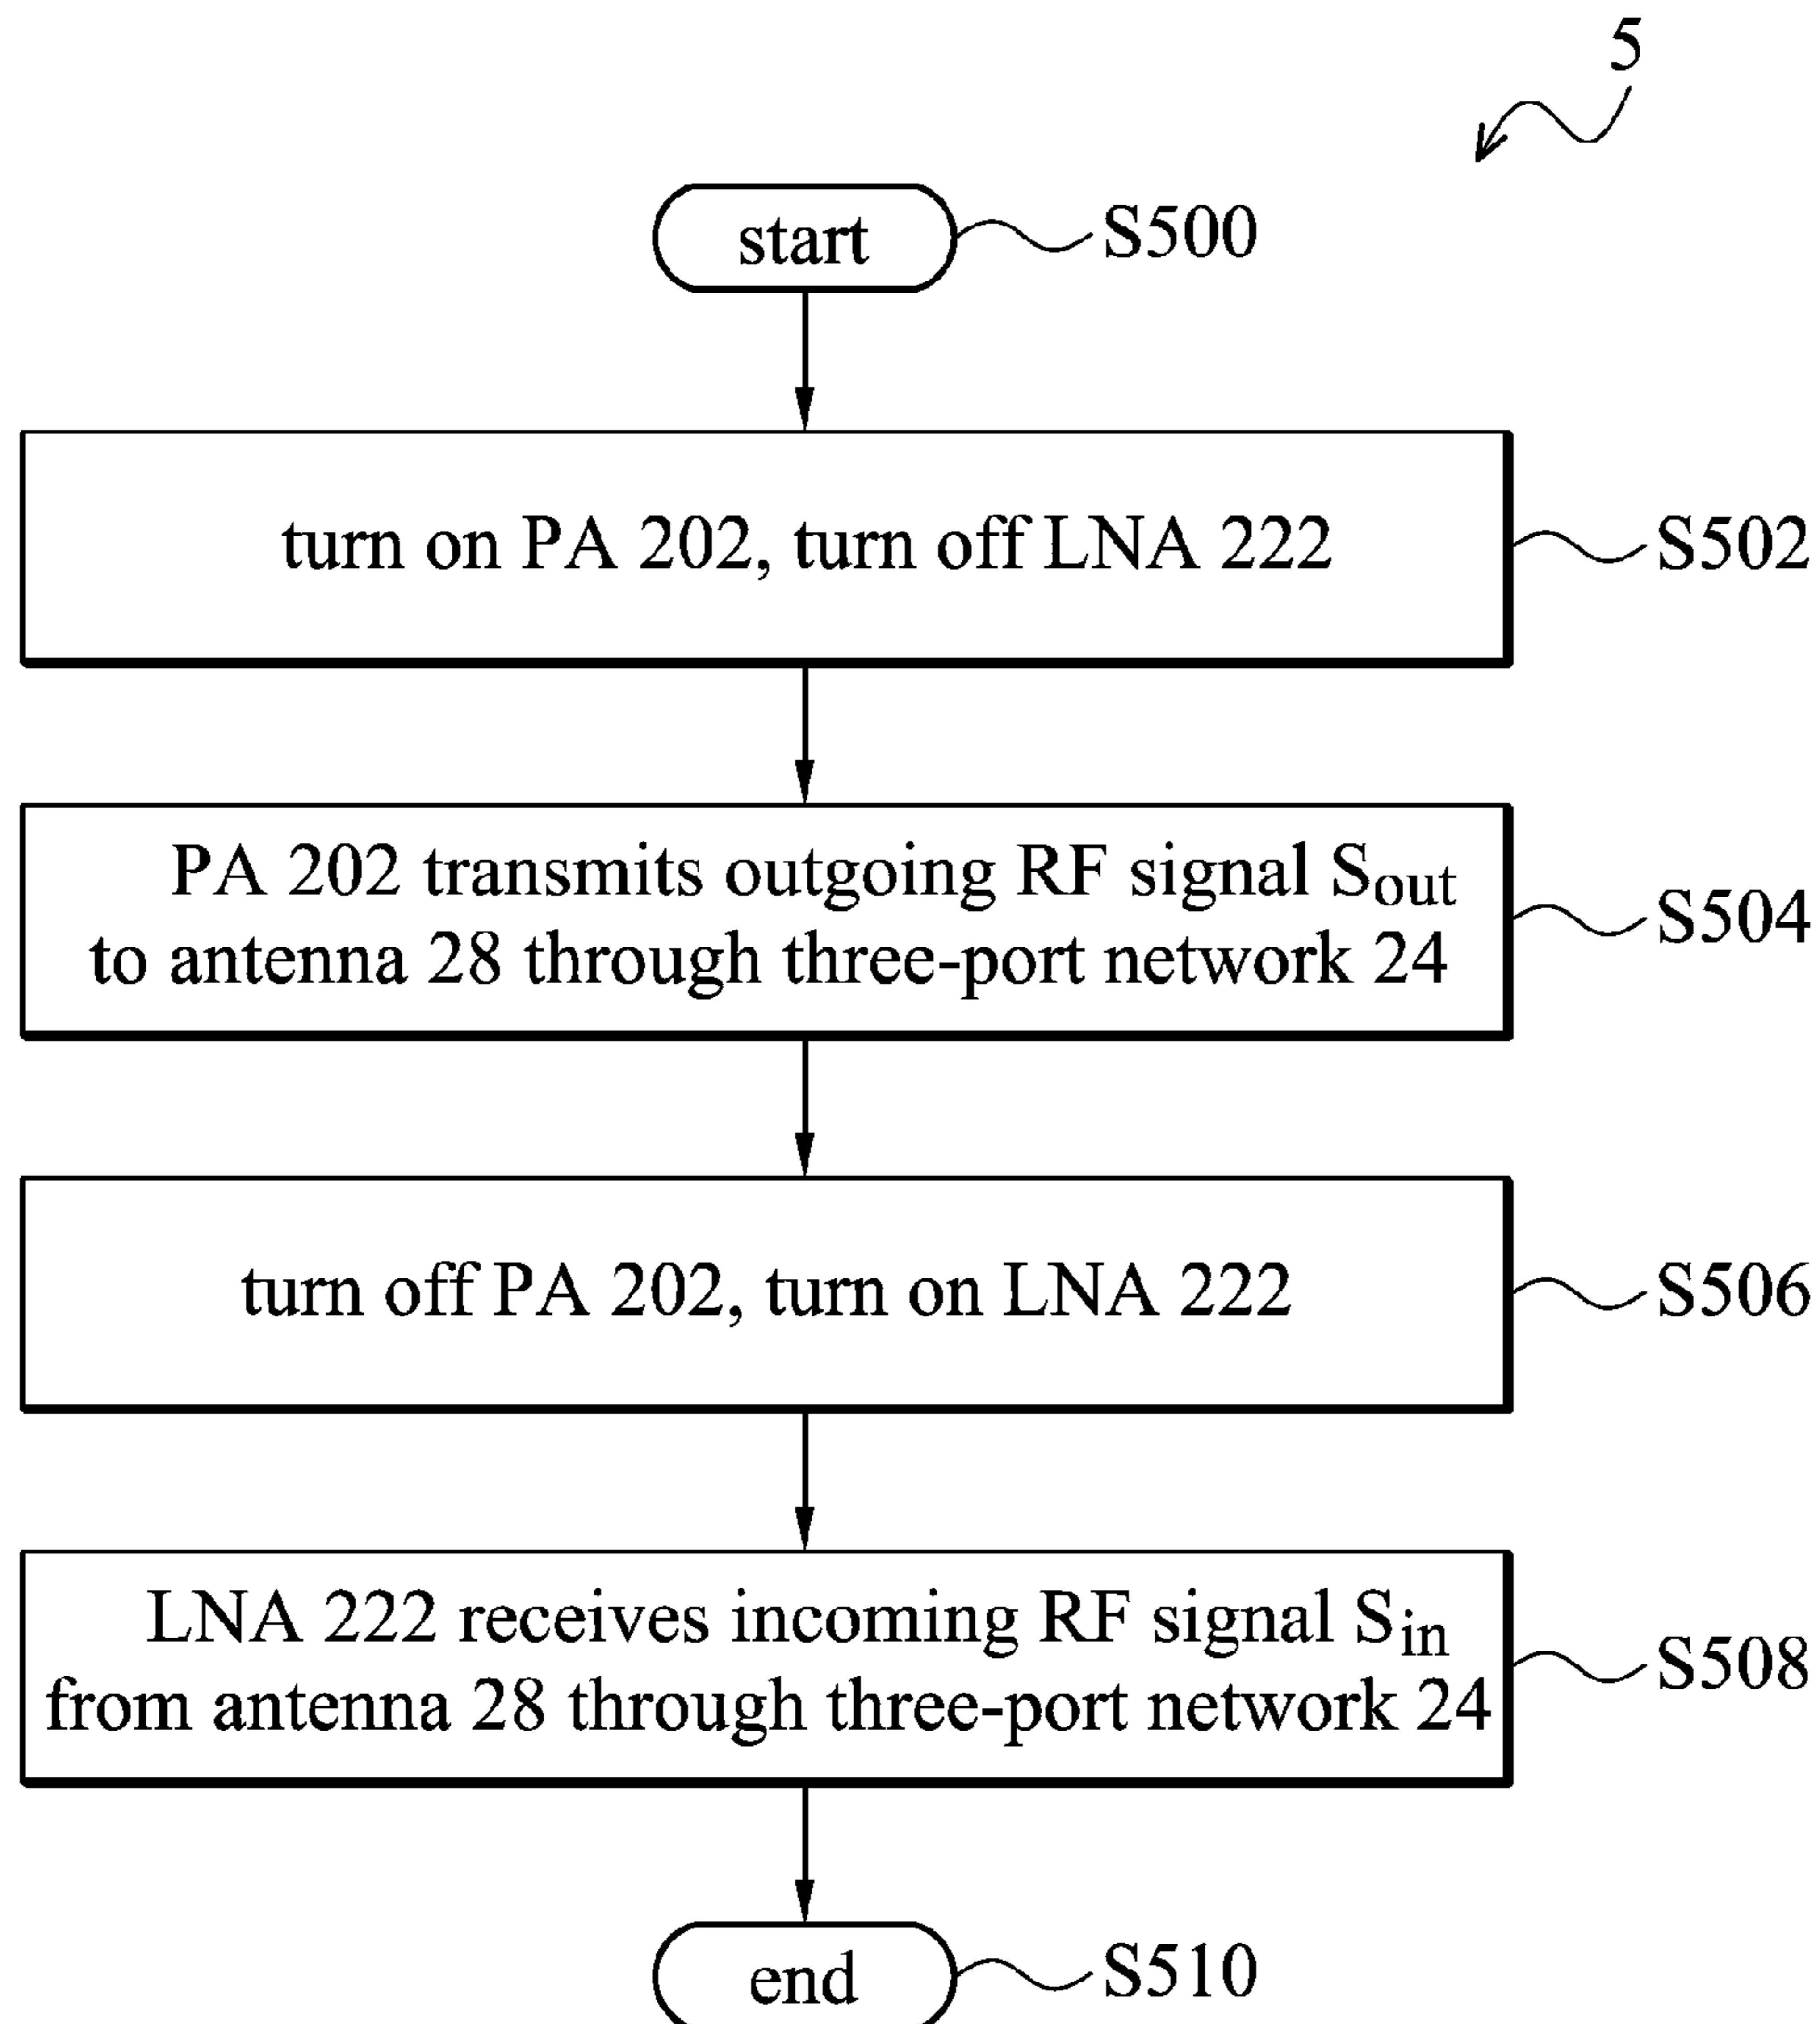 5
start
S500
turn on PA 202, turn off LNA 222
S502
PA 202 transmits outgoing RF signal Sout
to antenna 28 through three-port network 24
S504
turn off PA 202, turn on LNA 222
S506
LNA 222 receives incoming RF signal Sin
from antenna 28 through three-port network 24
S508
end
S510